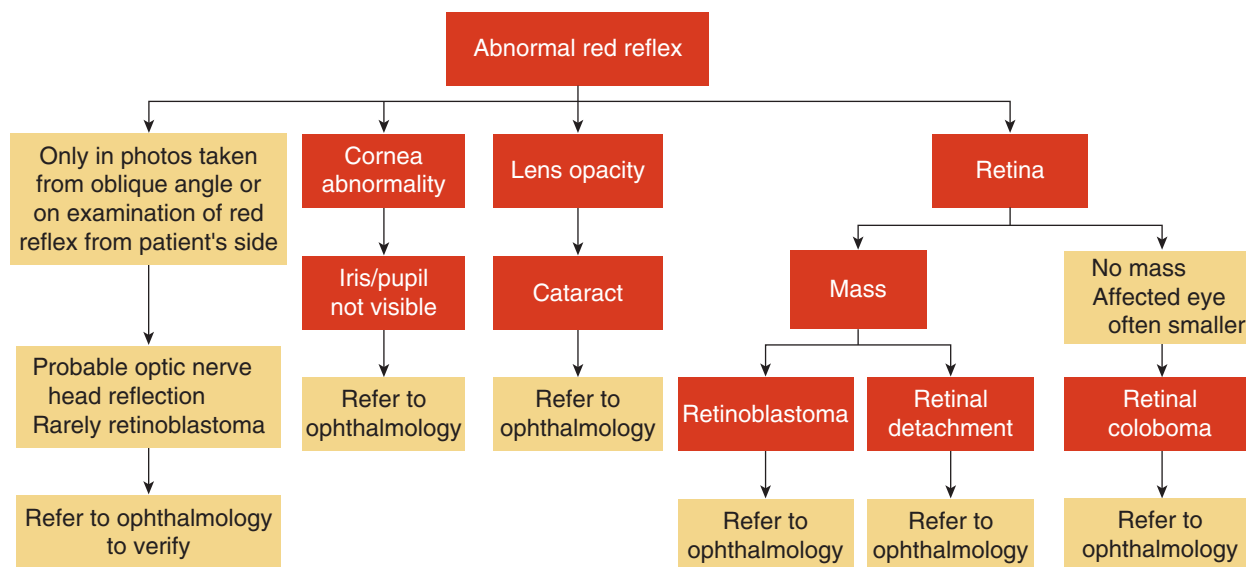 Abnormal red reflex
Only in photos taken
from oblique angle or
on examination of red
reflex from patient's side
Probable optic nerve
head reflection
Rarely retinoblastoma
Refer to ophthalmology
to verify
Cornea
abnormality
Iris/pupil
not visible
Refer to
ophthalmology
Lens opacity
Cataract
Refer to
ophthalmology
Retina
Mass
Retinoblastoma
Refer to
ophthalmology
Retinal
detachment
Refer to
ophthalmology
No mass
Affected eye
often smaller
Retinal
coloboma
Refer to
ophthalmology